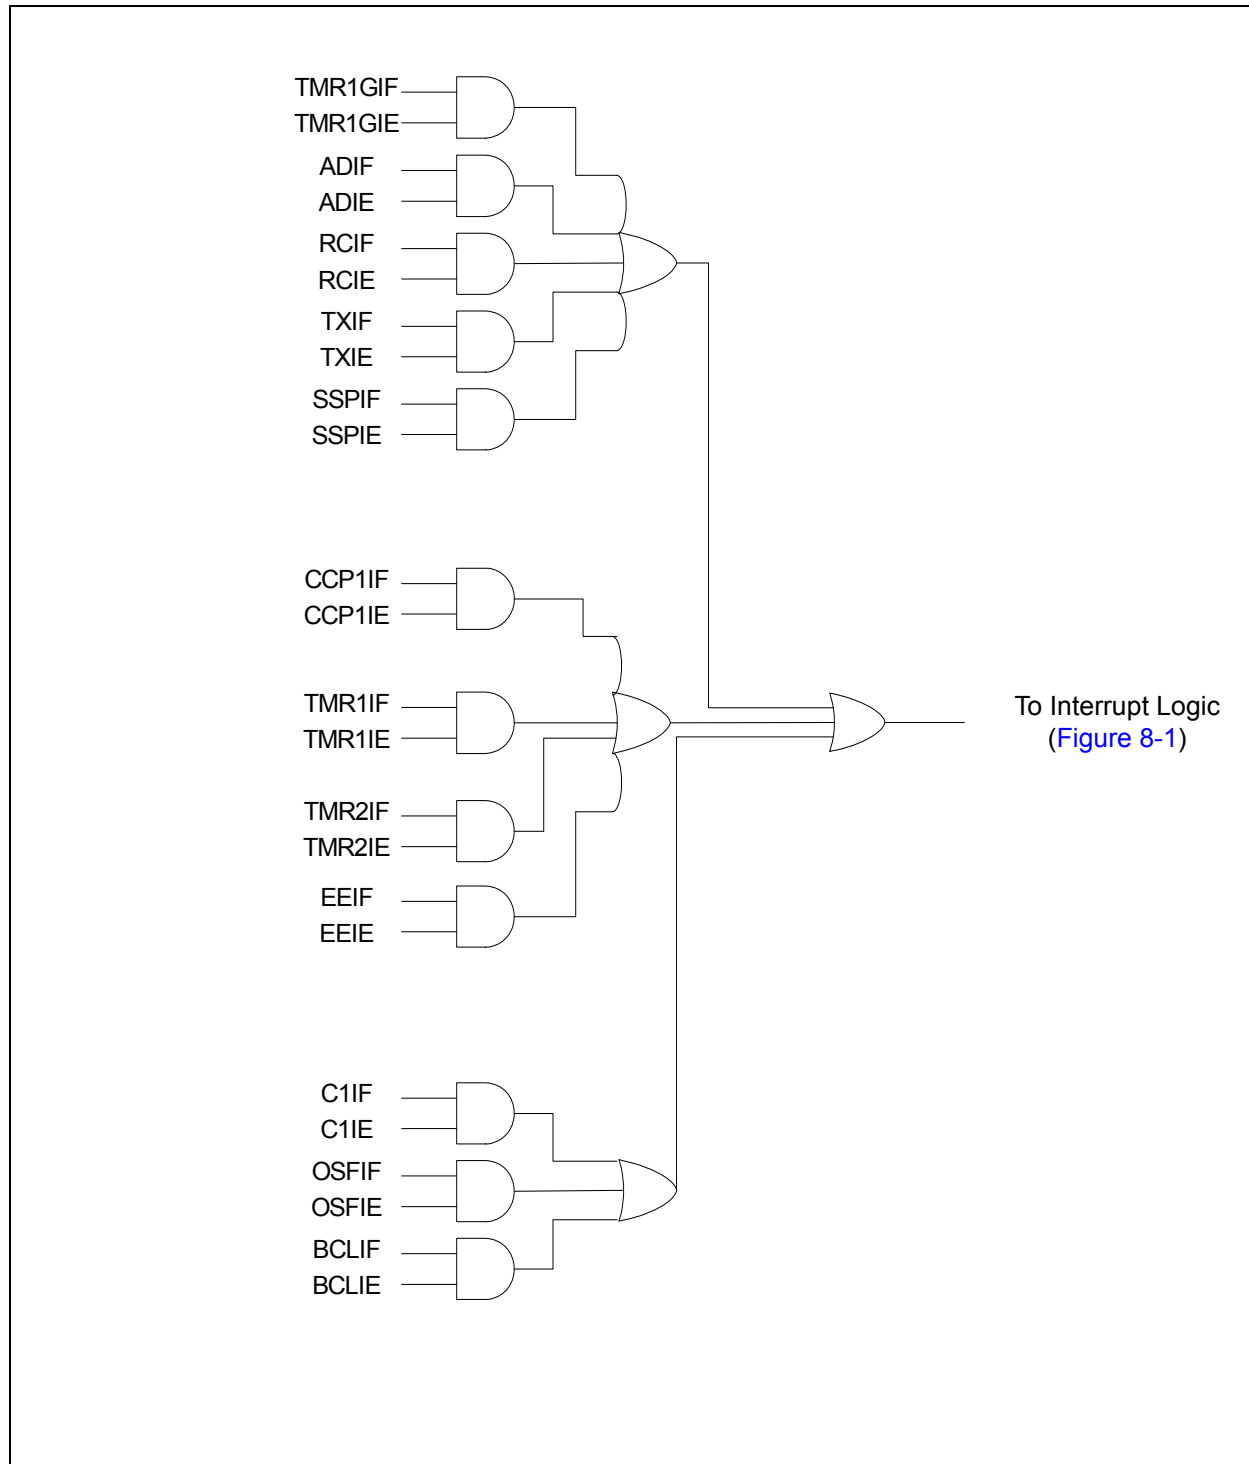 TMR1GIF
TMR1GIE
ADIF
ADIE
RCIF
RCIE
TXIF
TXIE
SSPIF
SSPIE
CCP1IF
CCP1IE
TMR1IF
TMR1IE
To Interrupt Logic
(Figure 8-1)
TMR2IF
TMR2IE
EEIF
EEIE
C1IF
C1IE
OSFIF
OSFIE
BCLIF
BCLIE